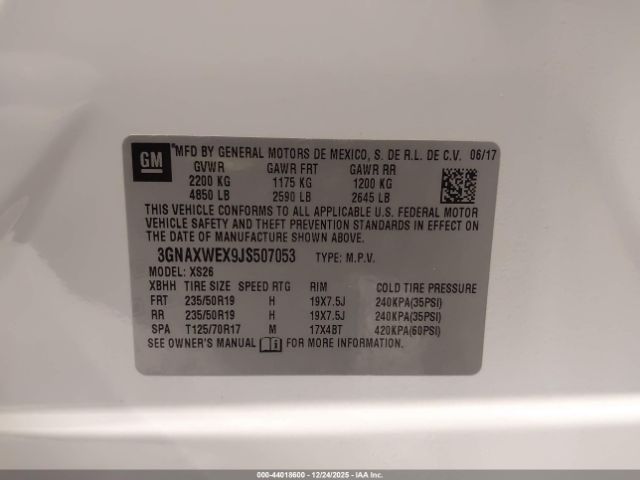 GM
MFD BY GENERAL MOTORS DE MEXICO, S. DE R.L. DE C.V. 06/17
GVWR GAWR FRT GAWR RR
2200 KG 1175 KG 1200 KG
4850 LB 2590 LB 2645 LB
THIS VEHICLE CONFORMS TO ALL APPLICABLE U.S. FEDERAL MOTOR
VEHICLE SAFETY AND THEFT PREVENTION STANDARDS
IN EFFECT ON THE DATE OF MANUFACTURE SHOWN ABOVE.
3GNAXWEX9JS507053 TYPE: M.P.V.
MODEL: XS26
XBHH TIRE SIZE SPEED RTG RIM COLD TIRE PRESSURE
FRT 235/50R19 H 19X7.5J 240KPA(35PSI)
RR 235/50R19 H 19X7.5J 240KPA(35PSI)
SPA T125/70R17 M 17X4BT 420KPA(60PSI)
SEE OWNER'S MANUAL FOR MORE INFORMATION.
000-44018600 - 12/24/2025 - IAA Inc.